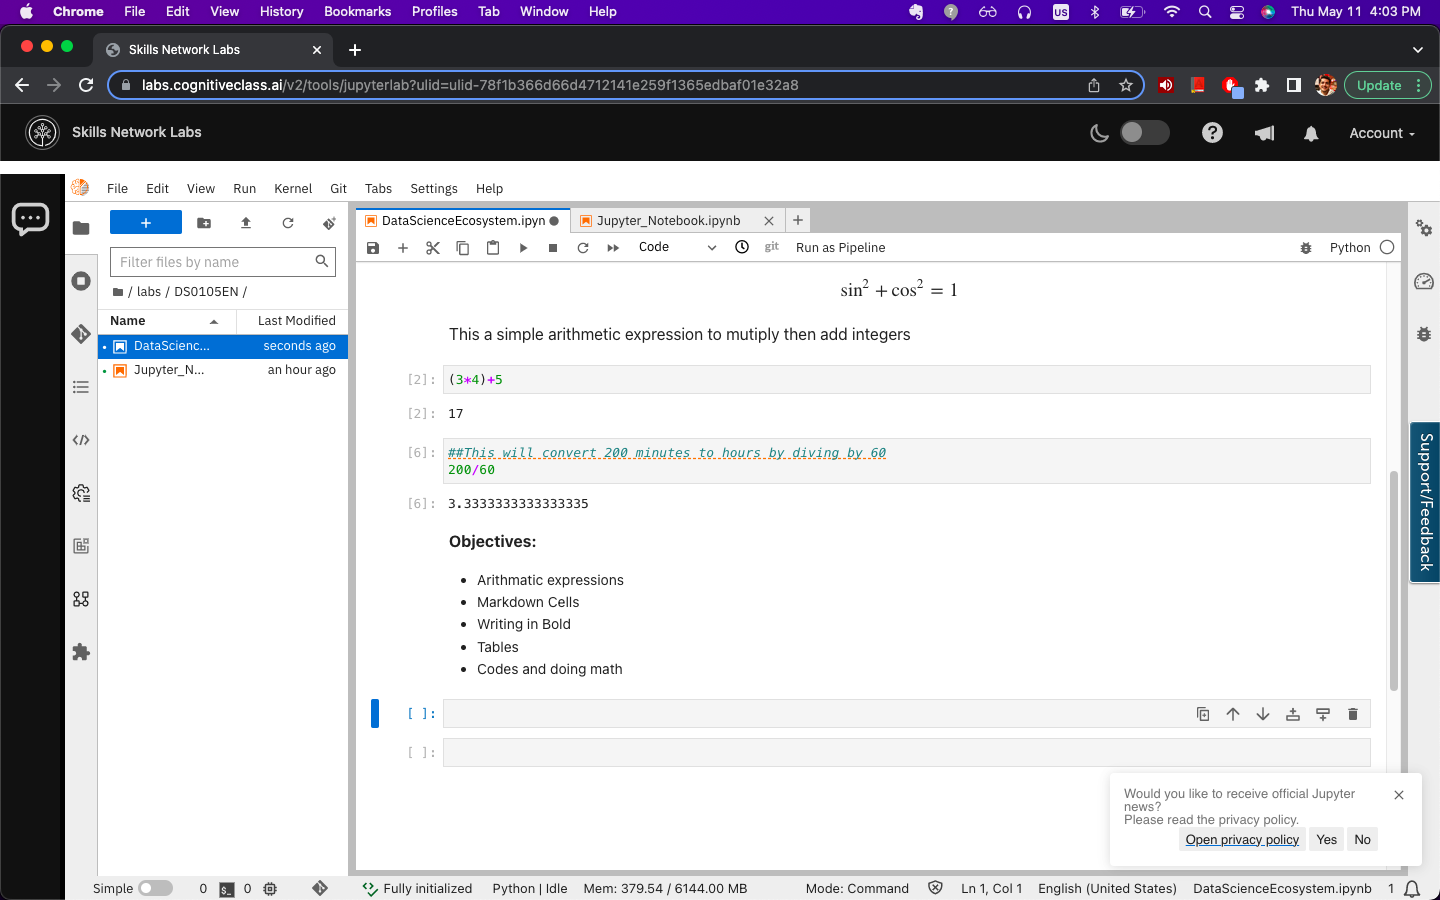 Chrome File Edit View History Bookmarks Profiles Tab Window Help US Thu May 11 4:03 PM
Skills Network Labs
labs.cognitiveclass.ai/v2/tools/jupyterlab?ulid=ulid-78f1b366d66d4712141e259f1365edbaf01e32a8 Update
Skills Network Labs Account
File Edit View Run Kernel Git Tabs Settings Help
DataScienceEcosystem.ipyn Jupyter_Notebook.ipynb
Code git Run as Pipeline Python
Filter files by name
/ labs / DS0105EN /
Name Last Modified
DataScienc... seconds ago
Jupyter_N... an hour ago
sin² + cos² = 1
This a simple arithmetic expression to mutiply then add integers
[2]: (3*4)+5
[2]: 17
[6]: ##This will convert 200 minutes to hours by diving by 60
200/60
[6]: 3.3333333333333335
Objectives:
• Arithmatic expressions
• Markdown Cells
• Writing in Bold
• Tables
• Codes and doing math
[ ]:
[ ]:
Support/Feedback
Would you like to receive official Jupyter
news?
Please read the privacy policy.
Open privacy policy Yes No
Simple 0 $_ 0 Fully initialized Python | Idle Mem: 379.54 / 6144.00 MB Mode: Command Ln 1, Col 1 English (United States) DataScienceEcosystem.ipynb 1